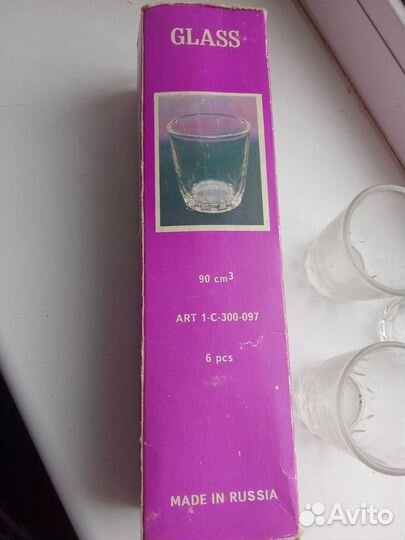 GLASS
90 cm³
ART 1-C-300-097
6 pcs
MADE IN RUSSIA
Avito